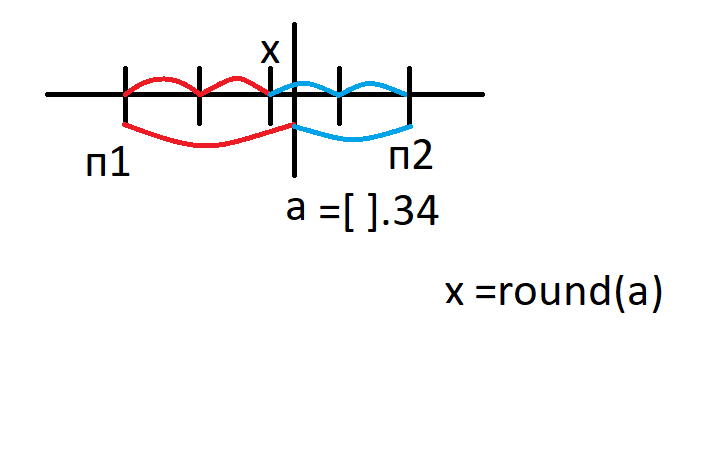 x
п1
п2
a =[ ].34
x =round(a)